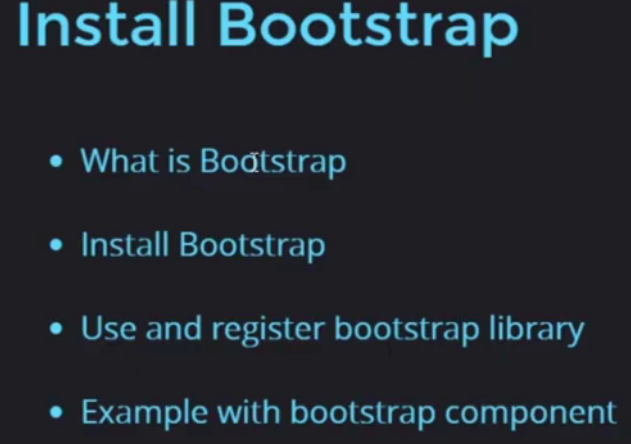 Install Bootstrap
What is Bootstrap
Install Bootstrap
Use and register bootstrap library
Example with bootstrap component